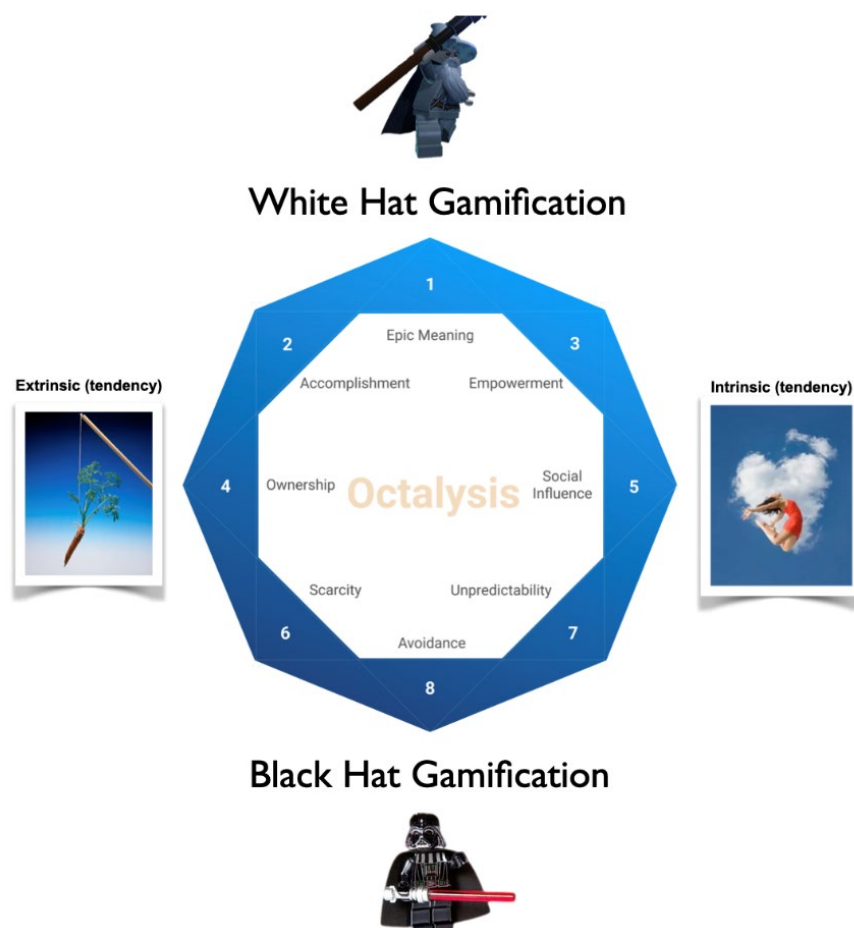 White Hat Gamification
1
2
3
Epic Meaning
Accomplishment
Empowerment
Extrinsic (tendency)
Intrinsic (tendency)
4
Ownership
Octalysis
Social
Influence
5
Scarcity
Unpredictability
6
7
Avoidance
8
Black Hat Gamification